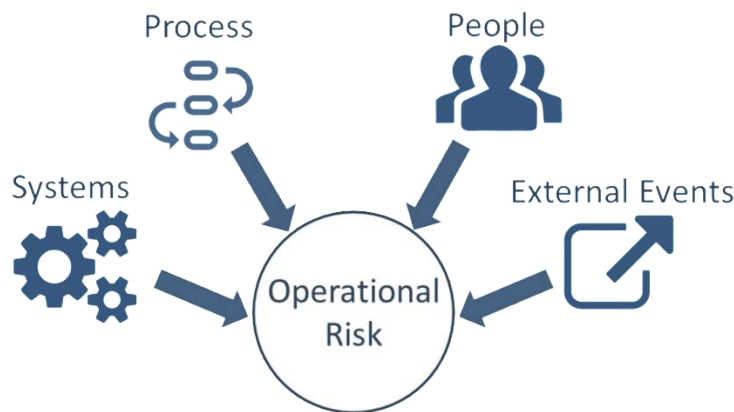 Process
People
Systems
External Events
Operational
Risk